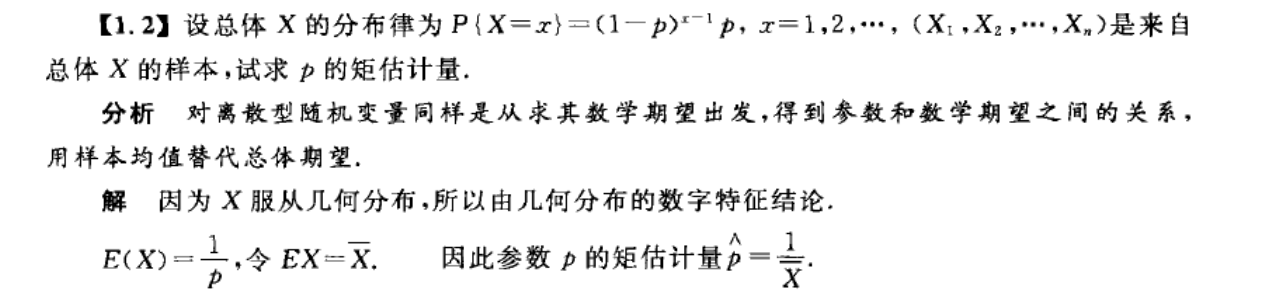 【1.2】设总体 X 的分布律为 P{X=x}=(1-p)^{x-1}p, x=1,2,…, (X₁,X₂,…,Xₙ)是来自
总体 X 的样本,试求 p 的矩估计量.
分析 对离散型随机变量同样是从求其数学期望出发,得到参数和数学期望之间的关系,
用样本均值替代总体期望.
解 因为 X 服从几何分布,所以由几何分布的数字特征结论.
E(X)=\frac{1}{p},令 EX=\overline{X}. 因此参数 p 的矩估计量\hat{p}=\frac{1}{\overline{X}}.